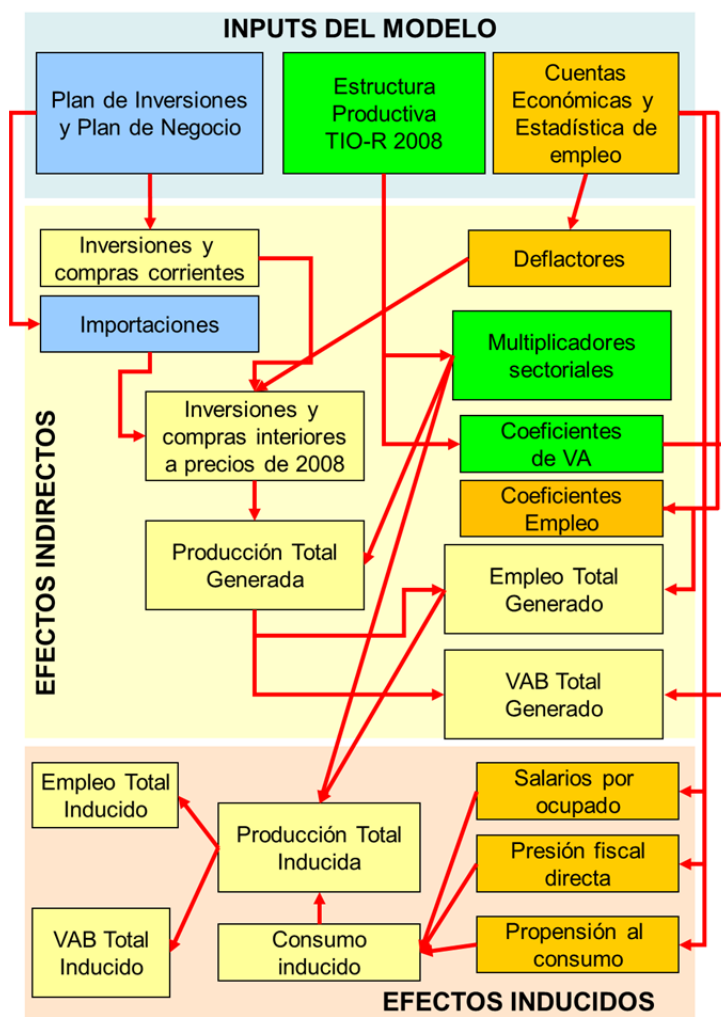 INPUTS DEL MODELO
Plan de Inversiones
y Plan de Negocio
Estructura
Productiva
TIO-R 2008
Cuentas
Económicas y
Estadística de
empleo
Inversiones y
compras corrientes
Deflactores
Importaciones
Multiplicadores
sectoriales
Inversiones y
compras interiores
a precios de 2008
Coeficientes
de VA
Coeficientes
Empleo
Producción Total
Generada
Empleo Total
Generado
VAB Total
Generado
EFECTOS INDIRECTOS
Empleo Total
Inducido
Salarios por
ocupado
Producción Total
Inducida
Presión fiscal
directa
VAB Total
Inducido
Consumo
inducido
Propensión al
consumo
EFECTOS INDUCIDOS